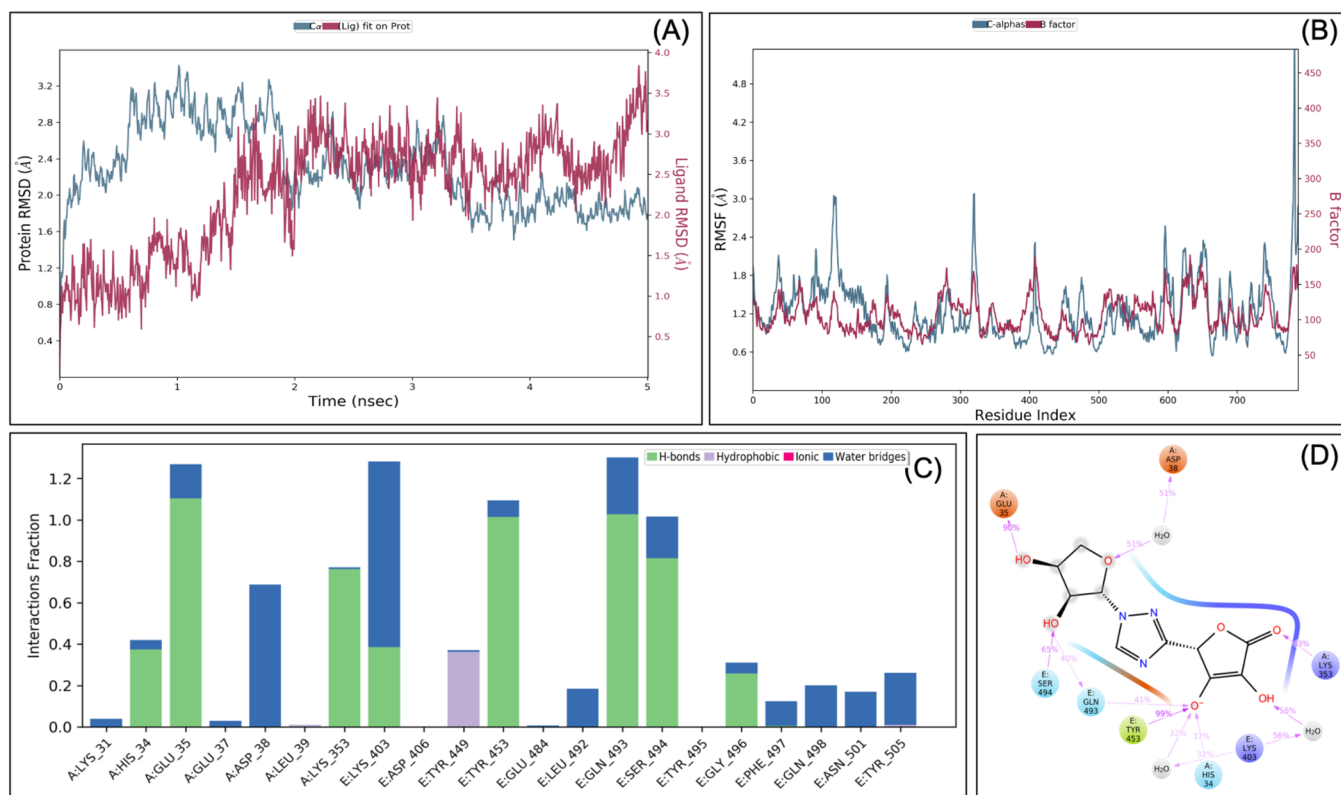 Cα (Lig) fit on Prot
(A)
Protein RMSD (Å)
3.2
2.8
2.4
2.0
1.6
1.2
0.8
0.4
4.0
3.5
3.0
2.5
2.0
1.5
1.0
0.5
Ligand RMSD (Å)
0 1 2 3 4 5
Time (nsec)
C-alphas B factor
(B)
RMSF (Å)
4.8
4.2
3.6
3.0
2.4
1.8
1.2
0.6
450
400
350
300
250
200
150
100
50
B factor
0 100 200 300 400 500 600 700
Residue Index
H-bonds Hydrophobic Ionic Water bridges
(C)
Interactions Fraction
1.2
1.0
0.8
0.6
0.4
0.2
0.0
A:LYS_31
A:HIS_34
A:GLU_35
A:GLU_37
A:ASP_38
A:LEU_39
A:LYS_353
E:LYS_403
E:ASP_406
E:TYR_449
E:TYR_453
E:GLU_484
E:LEU_492
E:GLN_493
E:SER_494
E:TYR_495
E:GLY_496
E:PHE_497
E:GLN_498
E:ASN_501
E:TYR_505
(D)
A:
ASP
38
51%
A:
GLU
35
90%
H₂O
51%
HO
O
HO
N
N
N
O
O
65%
40%
E:
SER
494
E:
GLN
493
41%
O⁻
OH
A:
LYS
353
E:
TYR
453
99%
56%
56%
H₂O
32%
37%
H₂O
A:
HIS
34
E:
LYS
403